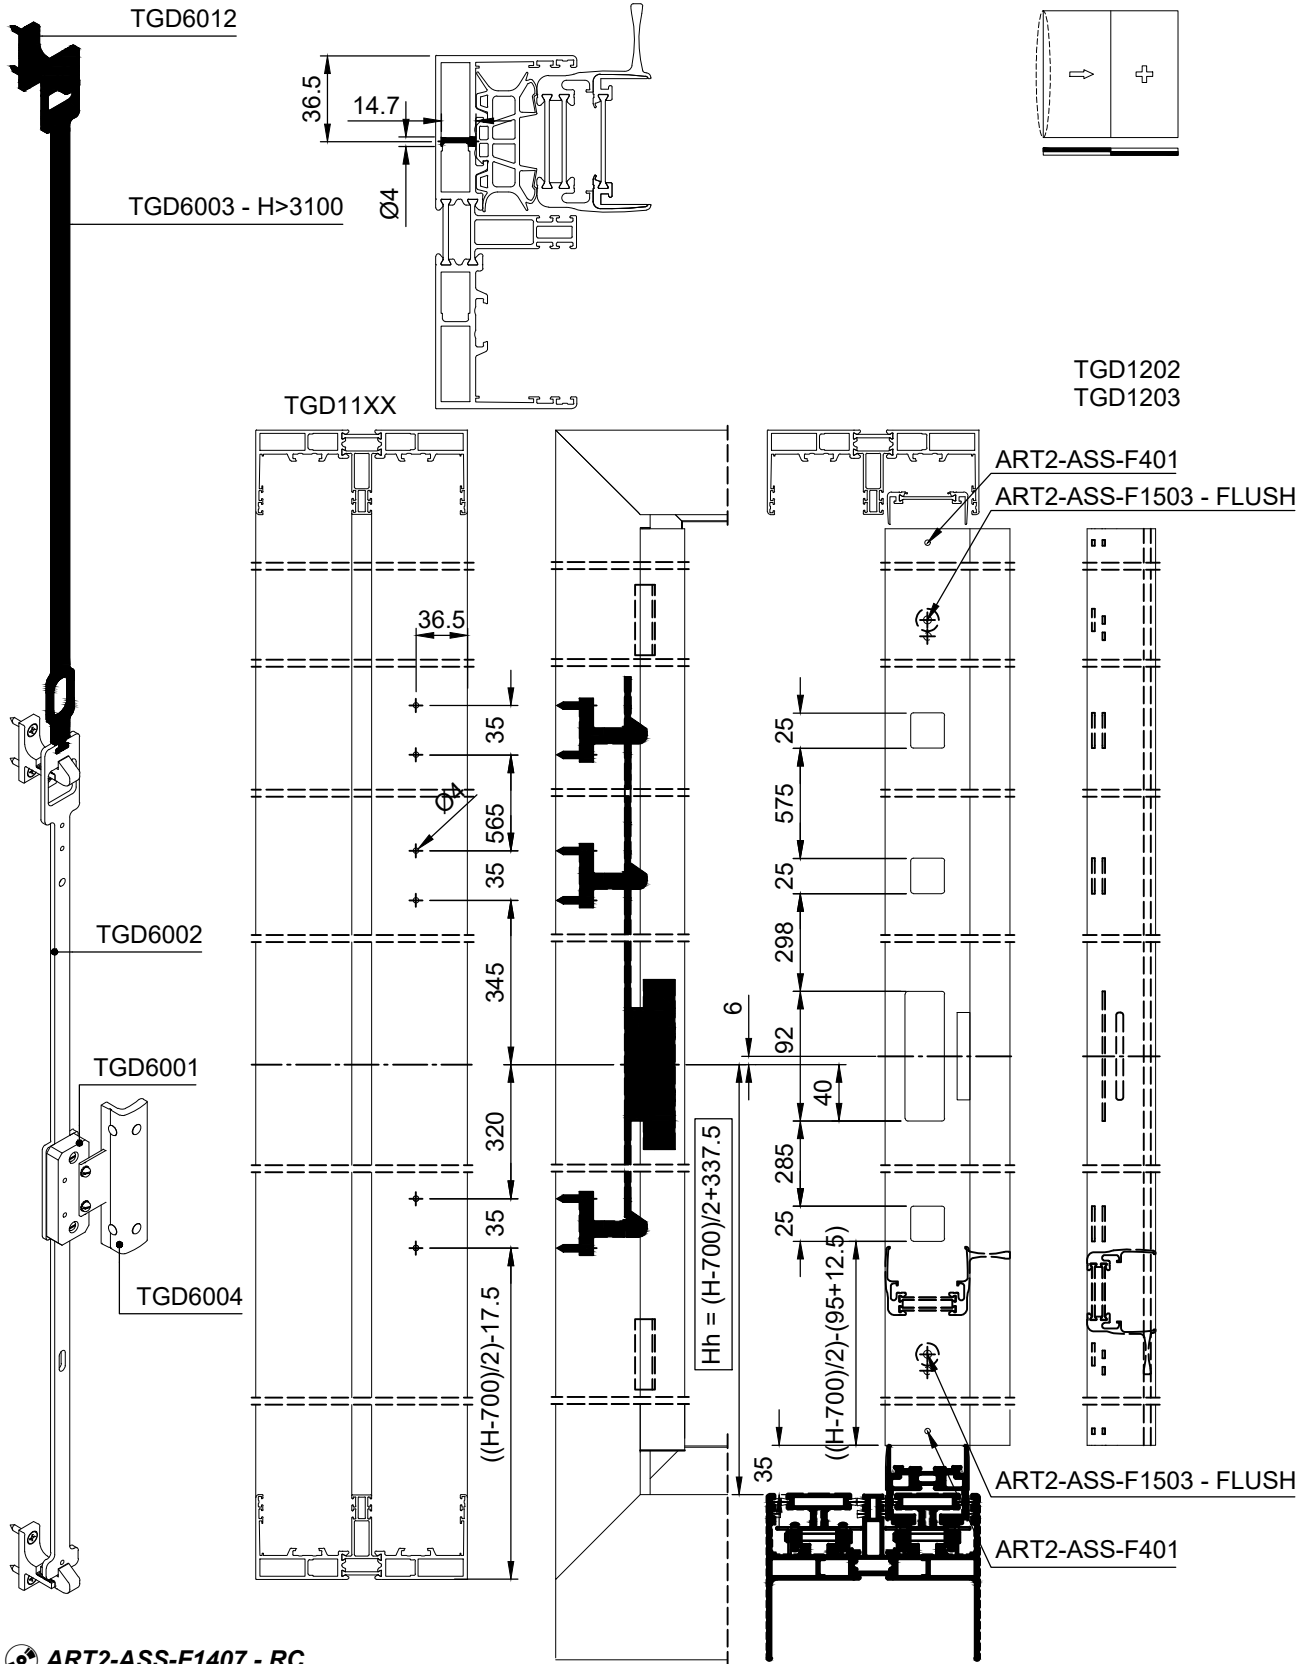 TGD6012
36.5
14.7
Ø4
TGD6003 - H>3100
TGD11XX
TGD1202
TGD1203
ART2-ASS-F401
ART2-ASS-F1503 - FLUSH
36.5
35
565
Ø4
35
345
320
35
((H-700)/2)-17.5
25
575
25
298
6
92
40
285
25
Hh = (H-700)/2+337.5
((H-700)/2)-(95+12.5)
35
TGD6002
TGD6001
TGD6004
ART2-ASS-F1503 - FLUSH
ART2-ASS-F401
ART2-ASS-F1407 - RC